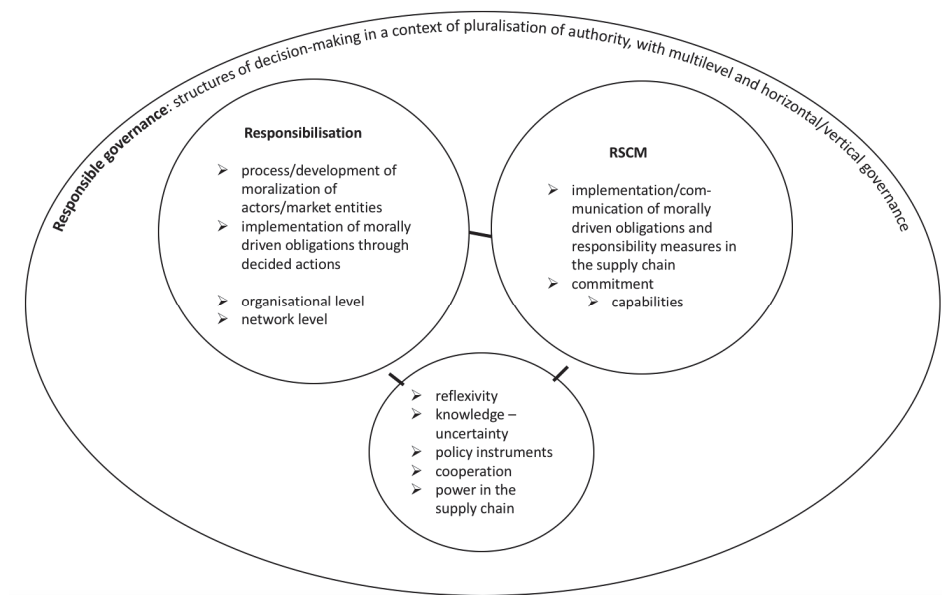 Responsible governance: structures of decision-making in a context of pluralisation of authority, with multilevel and horizontal/vertical governance
Responsibilisation
➢ process/development of
moralization of
actors/market entities
➢ implementation of morally
driven obligations through
decided actions
➢ organisational level
➢ network level
RSCM
➢ implementation/com-
munication of morally
driven obligations and
responsibility measures in
the supply chain
➢ commitment
➢ capabilities
➢ reflexivity
➢ knowledge –
uncertainty
➢ policy instruments
➢ cooperation
➢ power in the
supply chain